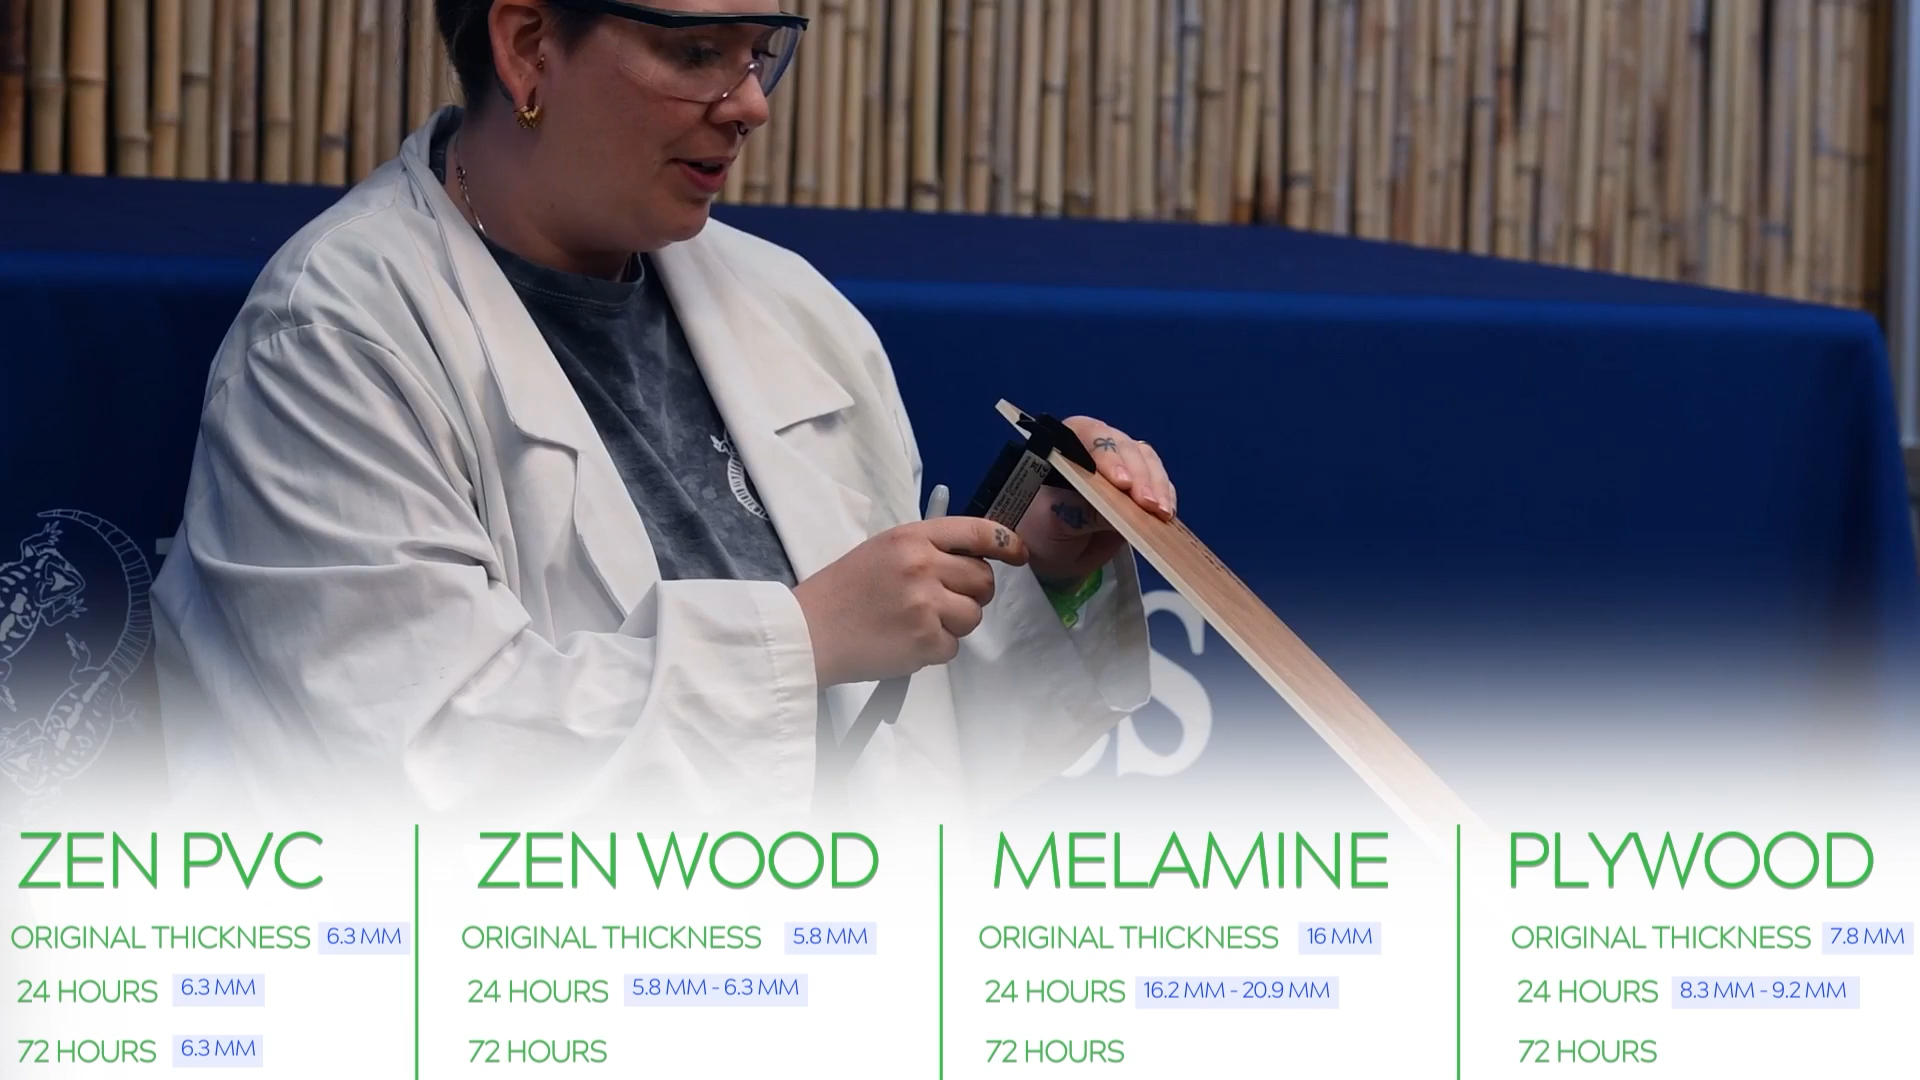 S
ZEN PVC
ORIGINAL THICKNESS 6.3 MM
24 HOURS 6.3 MM
72 HOURS 6.3 MM
ZEN WOOD
ORIGINAL THICKNESS 5.8 MM
24 HOURS 5.8 MM - 6.3 MM
72 HOURS
MELAMINE
ORIGINAL THICKNESS 16 MM
24 HOURS 16.2 MM - 20.9 MM
72 HOURS
PLYWOOD
ORIGINAL THICKNESS 7.8 MM
24 HOURS 8.3 MM - 9.2 MM
72 HOURS